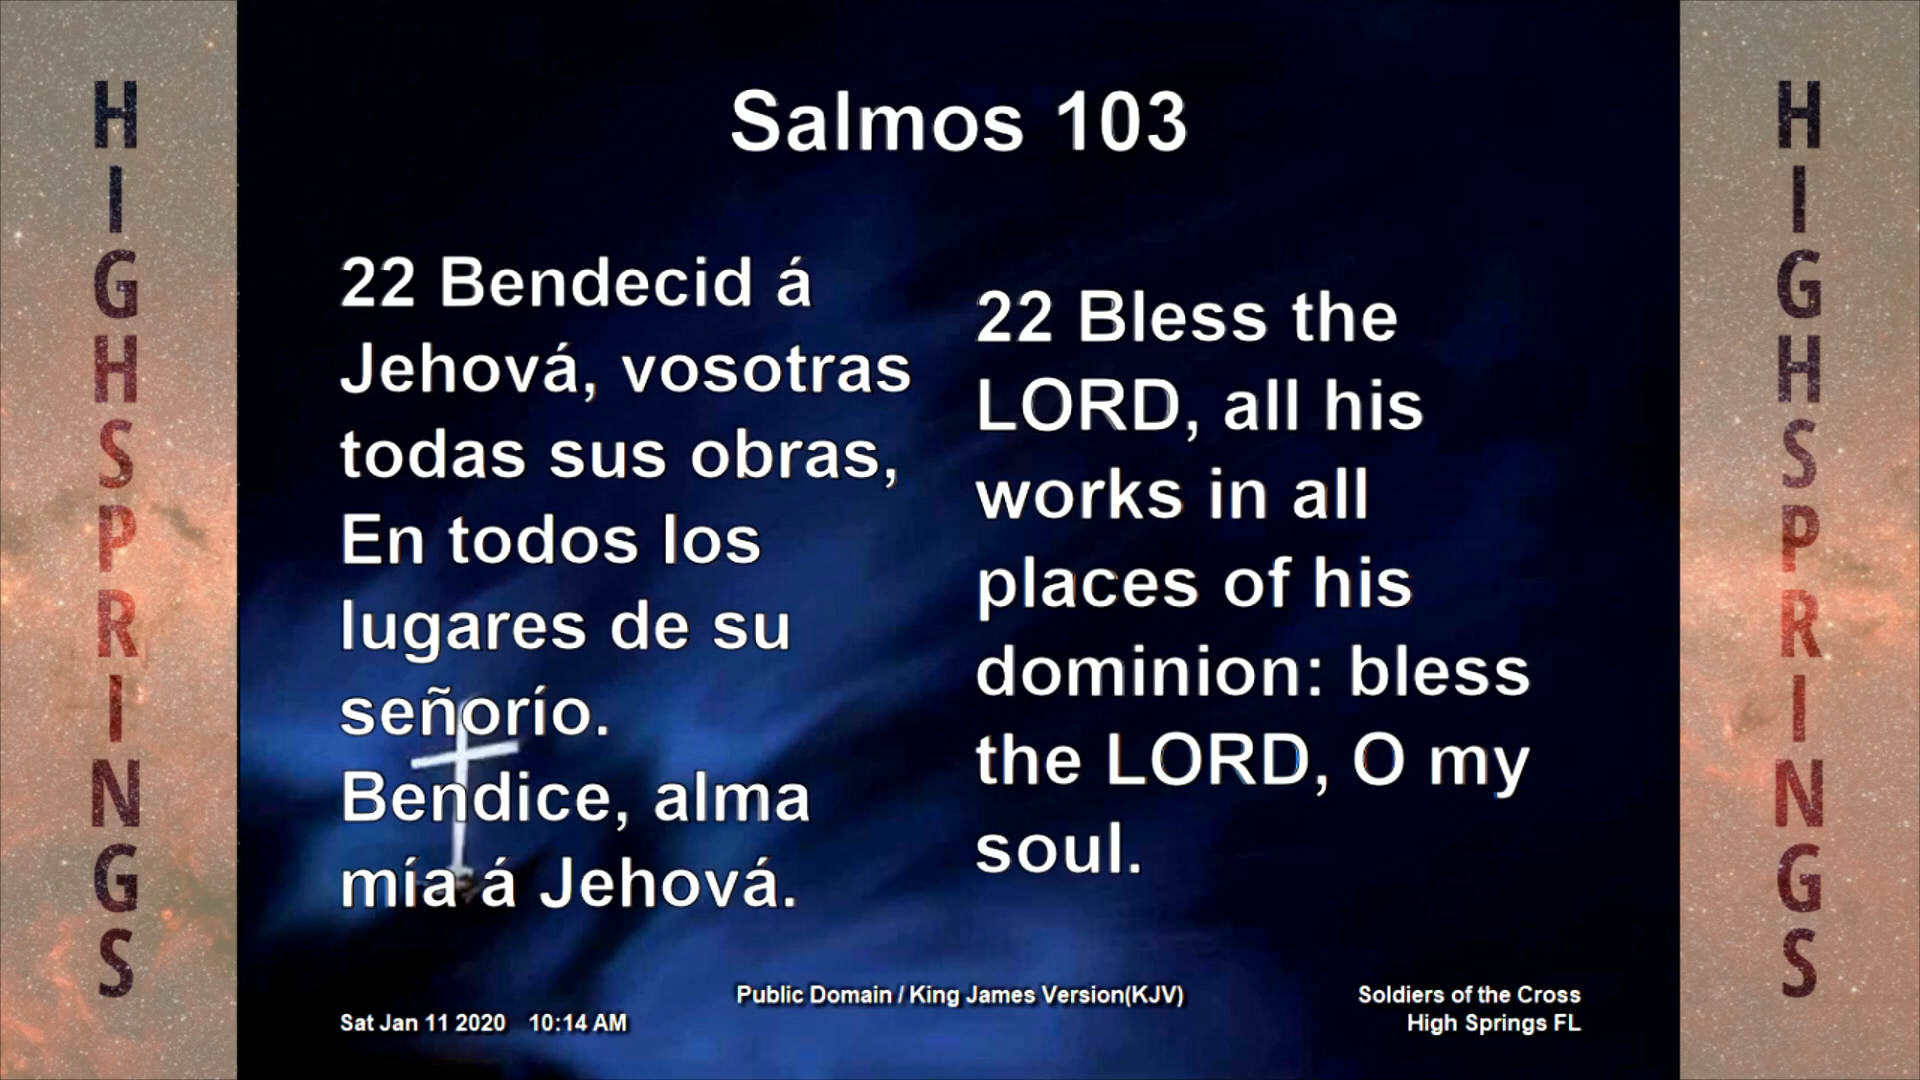 HIGHSPRINGS
Salmos 103
22 Bendecid á
Jehová, vosotras
todas sus obras,
En todos los
lugares de su
señorío.
Bendice, alma
mía á Jehová.
22 Bless the
LORD, all his
works in all
places of his
dominion: bless
the LORD, O my
soul.
Public Domain / King James Version(KJV)
Sat Jan 11 2020 10:14 AM
Soldiers of the Cross
High Springs FL
HIGHSPRINGS